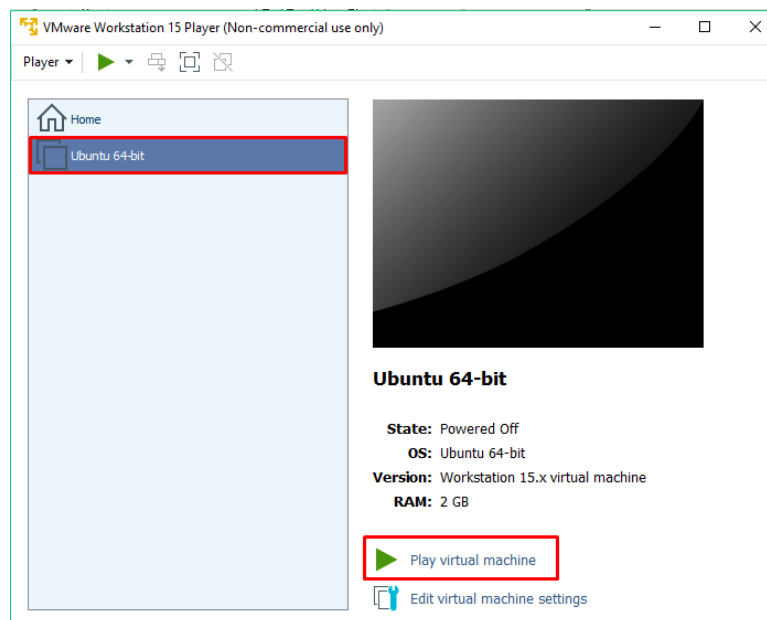 VMware Workstation 15 Player (Non-commercial use only)
Player
Home
Ubuntu 64-bit
Ubuntu 64-bit
State: Powered Off
OS: Ubuntu 64-bit
Version: Workstation 15.x virtual machine
RAM: 2 GB
Play virtual machine
Edit virtual machine settings